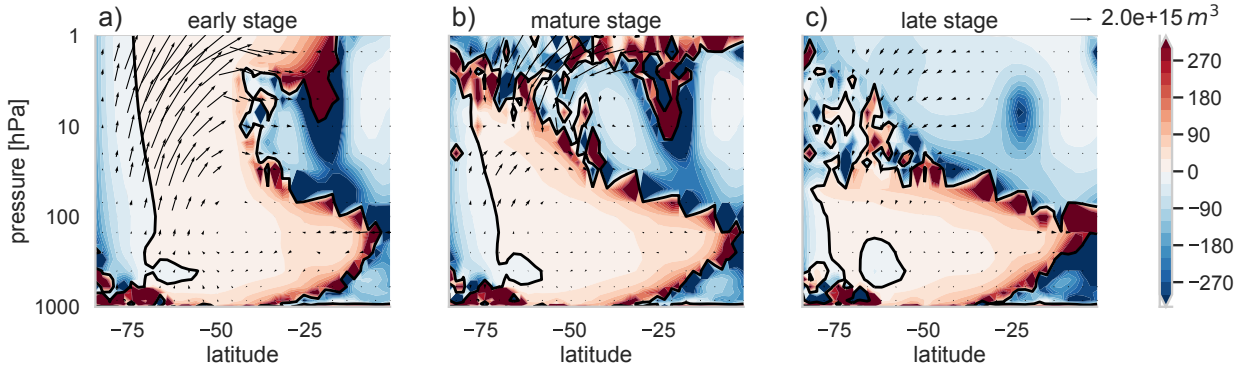 a) early stage
b) mature stage
c) late stage
2.0e+15 m³
pressure [hPa]
1
10
100
1000
−75 −50 −25
latitude
−75 −50 −25
latitude
−75 −50 −25
latitude
270
180
90
0
−90
−180
−270